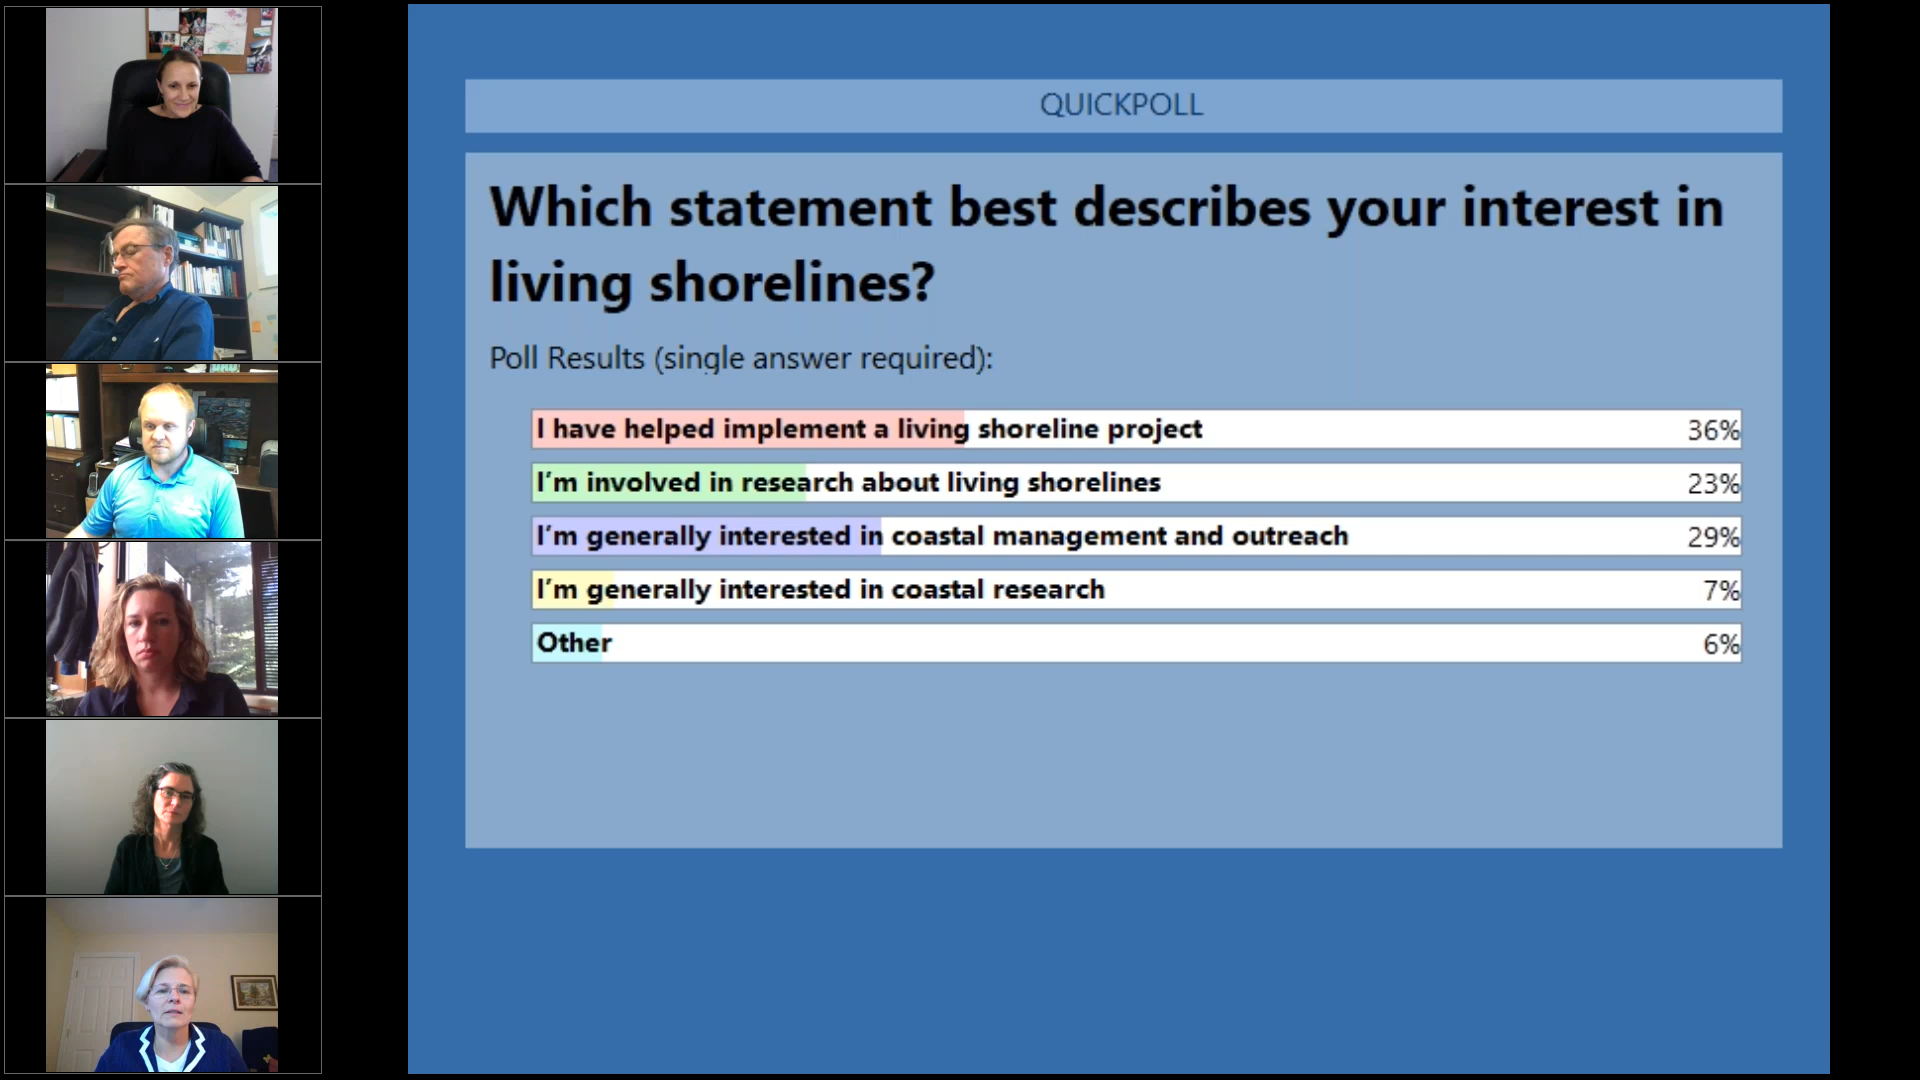 QUICKPOLL
Which statement best describes your interest in
living shorelines?
Poll Results (single answer required):
I have helped implement a living shoreline project 36%
I’m involved in research about living shorelines 23%
I’m generally interested in coastal management and outreach 29%
I’m generally interested in coastal research 7%
Other 6%